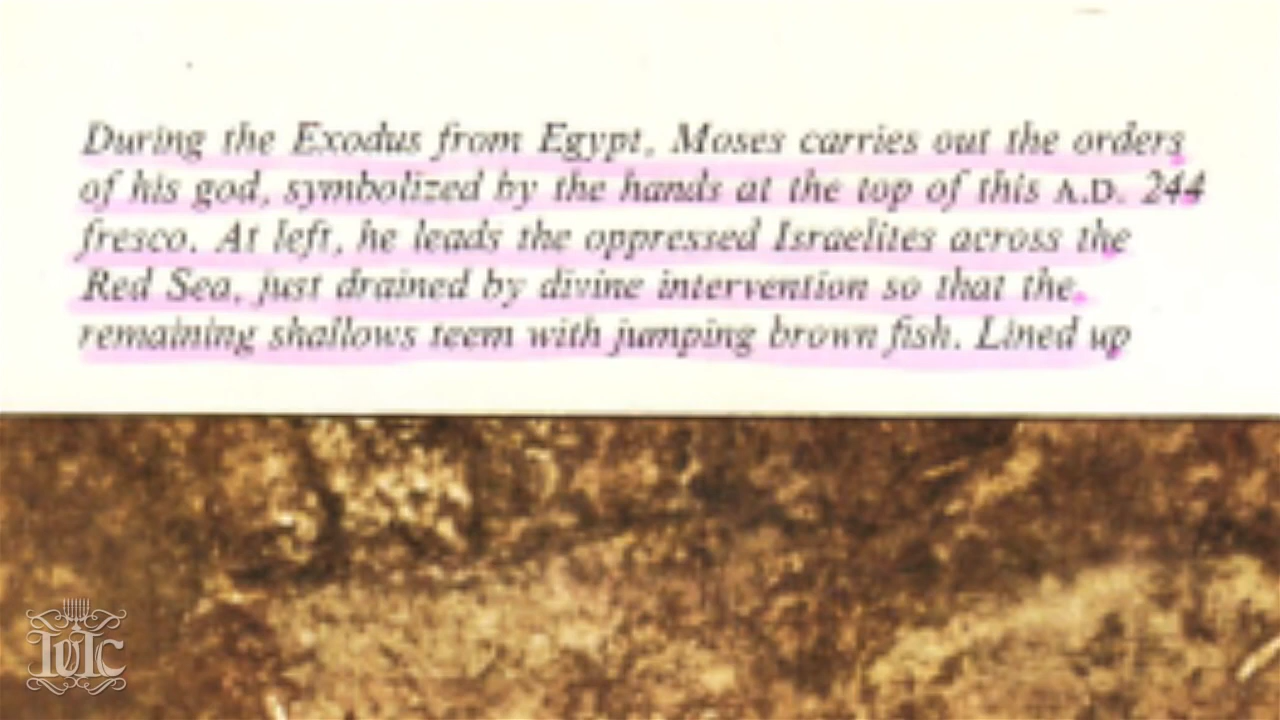 During the Exodus from Egypt, Moses carries out the orders
of his god, symbolized by the hands at the top of this A.D. 244
fresco. At left, he leads the oppressed Israelites across the
Red Sea, just drained by divine intervention so that the
remaining shallows teem with jumping brown fish. Lined up
IUIC